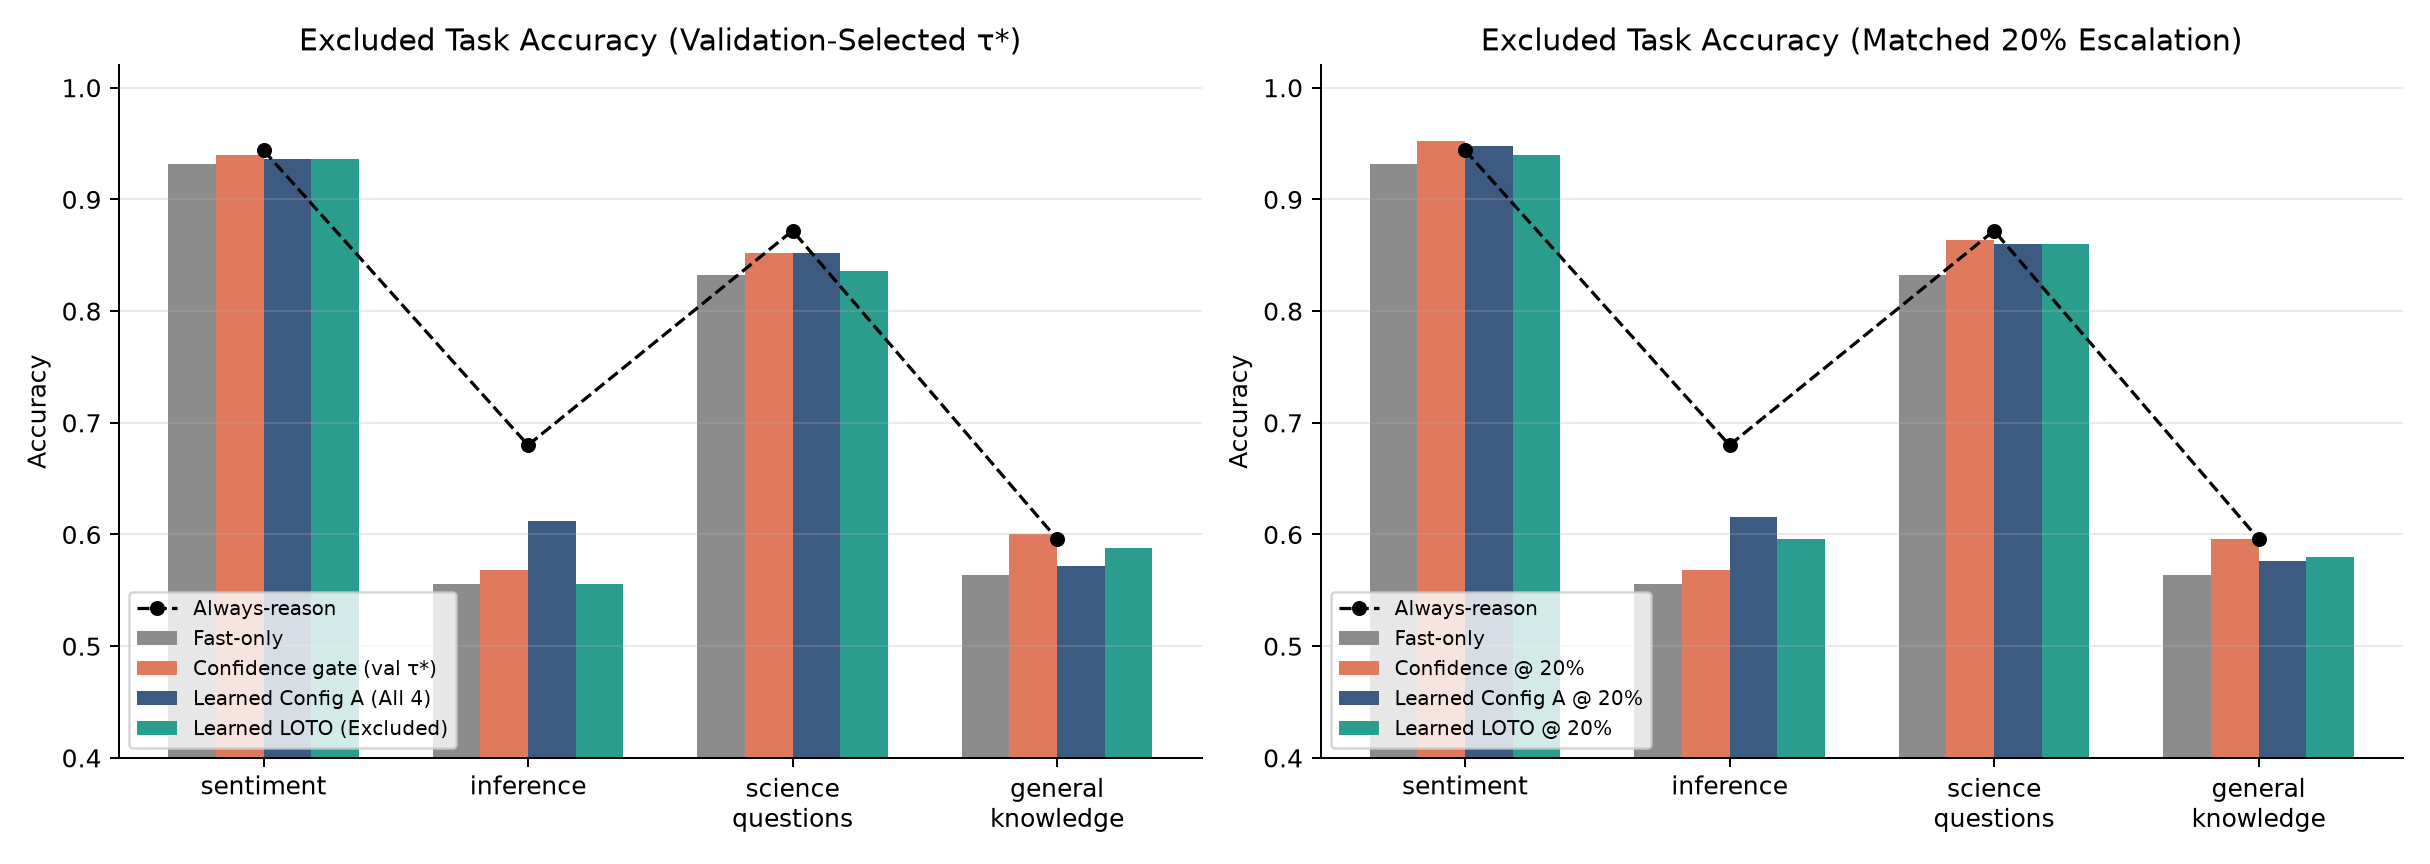 Excluded Task Accuracy (Validation-Selected τ*)
Accuracy
1.0
0.9
0.8
0.7
0.6
0.5
0.4
Always-reason
Fast-only
Confidence gate (val τ*)
Learned Config A (All 4)
Learned LOTO (Excluded)
sentiment
inference
science
questions
general
knowledge
Excluded Task Accuracy (Matched 20% Escalation)
Accuracy
1.0
0.9
0.8
0.7
0.6
0.5
0.4
Always-reason
Fast-only
Confidence @ 20%
Learned Config A @ 20%
Learned LOTO @ 20%
sentiment
inference
science
questions
general
knowledge